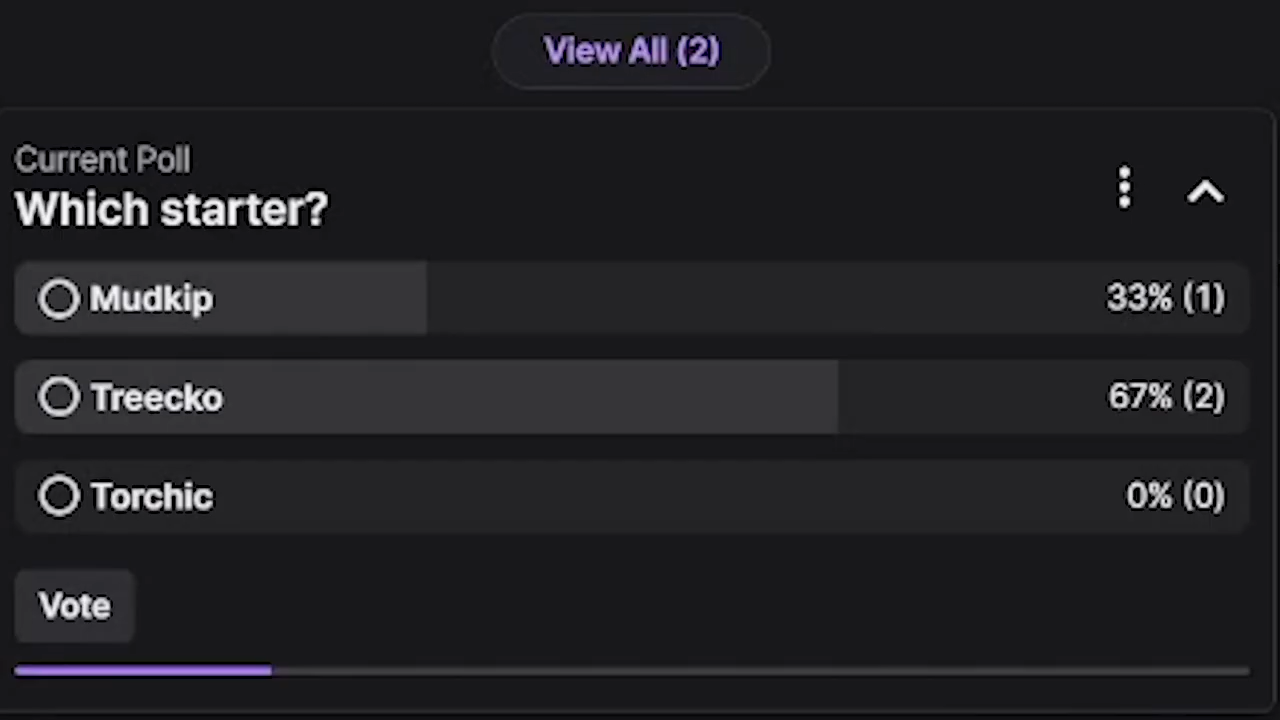 View All (2)
Current Poll
Which starter?
Mudkip 33% (1)
Treecko 67% (2)
Torchic 0% (0)
Vote